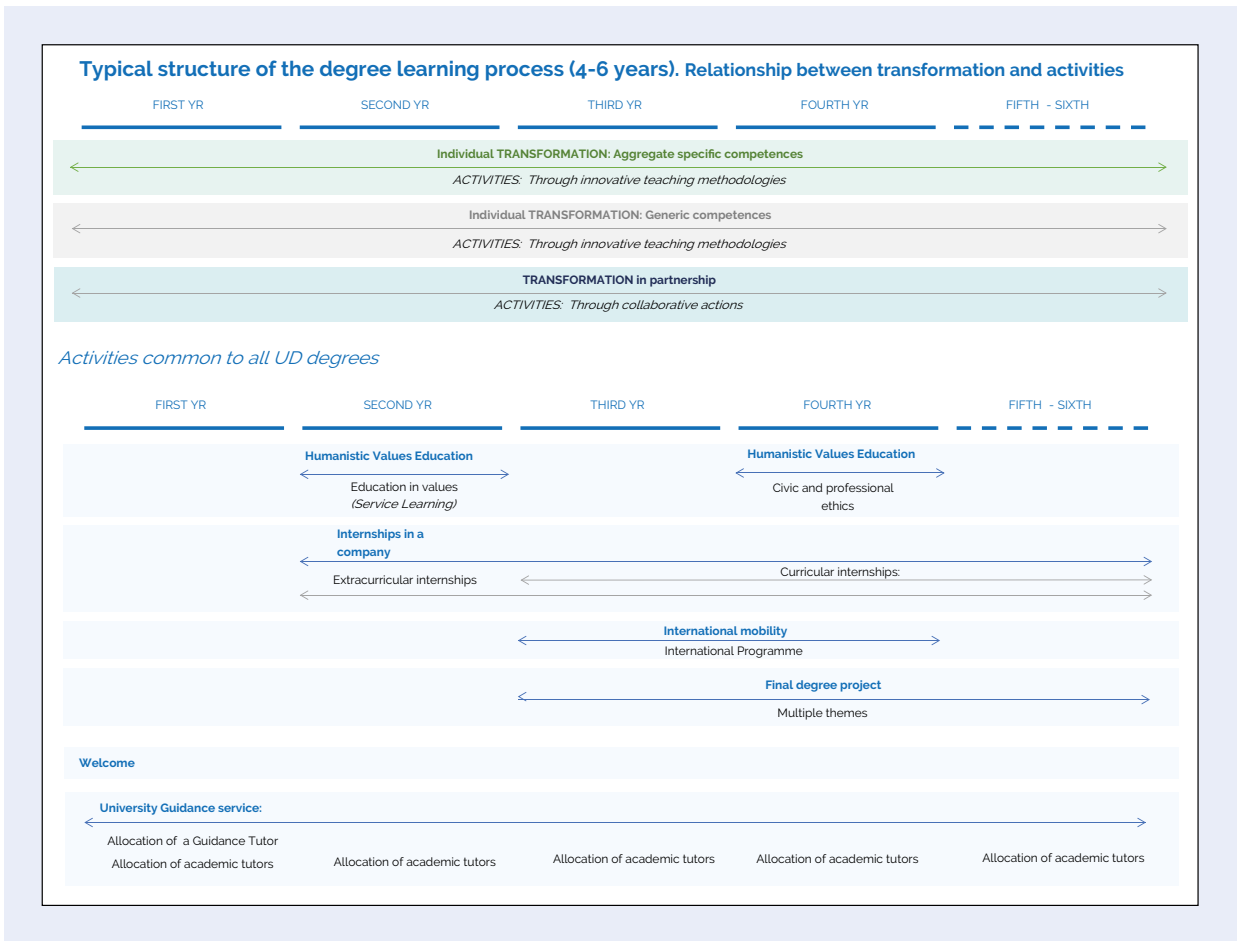 Typical structure of the degree learning process (4-6 years). Relationship between transformation and activities
FIRST YR
SECOND YR
THIRD YR
FOURTH YR
FIFTH - SIXTH
Individual TRANSFORMATION: Aggregate specific competences
ACTIVITIES: Through innovative teaching methodologies
Individual TRANSFORMATION: Generic competences
ACTIVITIES: Through innovative teaching methodologies
TRANSFORMATION in partnership
ACTIVITIES: Through collaborative actions
Activities common to all UD degrees
FIRST YR
SECOND YR
THIRD YR
FOURTH YR
FIFTH - SIXTH
Humanistic Values Education
Education in values
(Service Learning)
Humanistic Values Education
Civic and professional
ethics
Internships in a
company
Extracurricular internships
Curricular internships:
International mobility
International Programme
Final degree project
Multiple themes
Welcome
University Guidance service:
Allocation of a Guidance Tutor
Allocation of academic tutors
Allocation of academic tutors
Allocation of academic tutors
Allocation of academic tutors
Allocation of academic tutors